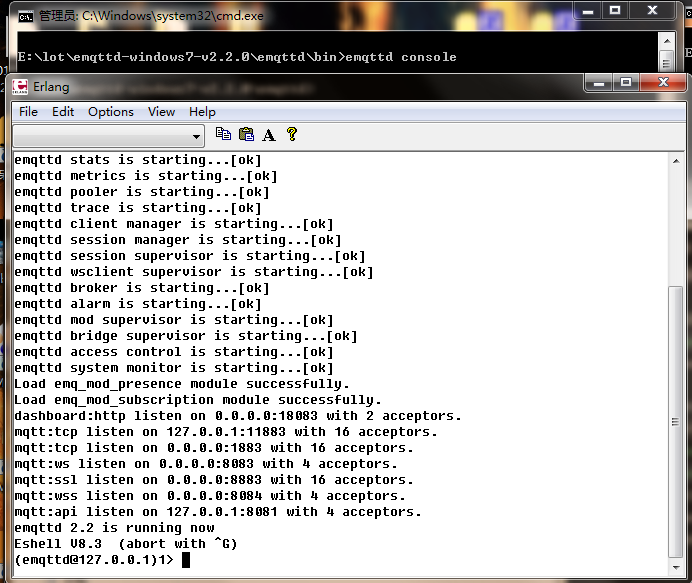 管理员: C:\Windows\system32\cmd.exe
E:\lot\emqttd-windows7-v2.2.0\emqttd\bin>emqttd console
Erlang
File Edit Options View Help
emqttd stats is starting...[ok]
emqttd metrics is starting...[ok]
emqttd pooler is starting...[ok]
emqttd trace is starting...[ok]
emqttd client manager is starting...[ok]
emqttd session manager is starting...[ok]
emqttd session supervisor is starting...[ok]
emqttd wsclient supervisor is starting...[ok]
emqttd broker is starting...[ok]
emqttd alarm is starting...[ok]
emqttd mod supervisor is starting...[ok]
emqttd bridge supervisor is starting...[ok]
emqttd access control is starting...[ok]
emqttd system monitor is starting...[ok]
Load emq_mod_presence module successfully.
Load emq_mod_subscription module successfully.
dashboard:http listen on 0.0.0.0:18083 with 2 acceptors.
mqtt:tcp listen on 127.0.0.1:11883 with 16 acceptors.
mqtt:tcp listen on 0.0.0.0:1883 with 16 acceptors.
mqtt:ws listen on 0.0.0.0:8083 with 4 acceptors.
mqtt:ssl listen on 0.0.0.0:8883 with 16 acceptors.
mqtt:wss listen on 0.0.0.0:8084 with 4 acceptors.
mqtt:api listen on 127.0.0.1:8081 with 4 acceptors.
emqttd 2.2 is running now
Eshell V8.3  (abort with ^G)
(emqttd@127.0.0.1)1>